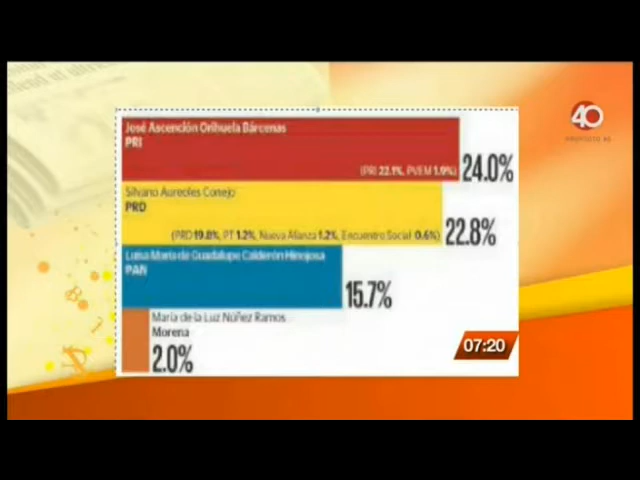 40
PROYECTO 40
José Ascención Orihuela Bárcenas
PRI
(PRI 22.1%, PVEM 1.9%)
24.0%
Silvano Aureoles Conejo
PRD
(PRD 19.8%, PT 1.2%, Nueva Alianza 1.2%, Encuentro Social 0.6%)
22.8%
Luisa María de Guadalupe Calderón Hinojosa
PAN
15.7%
María de la Luz Núñez Ramos
Morena
2.0%
07:20